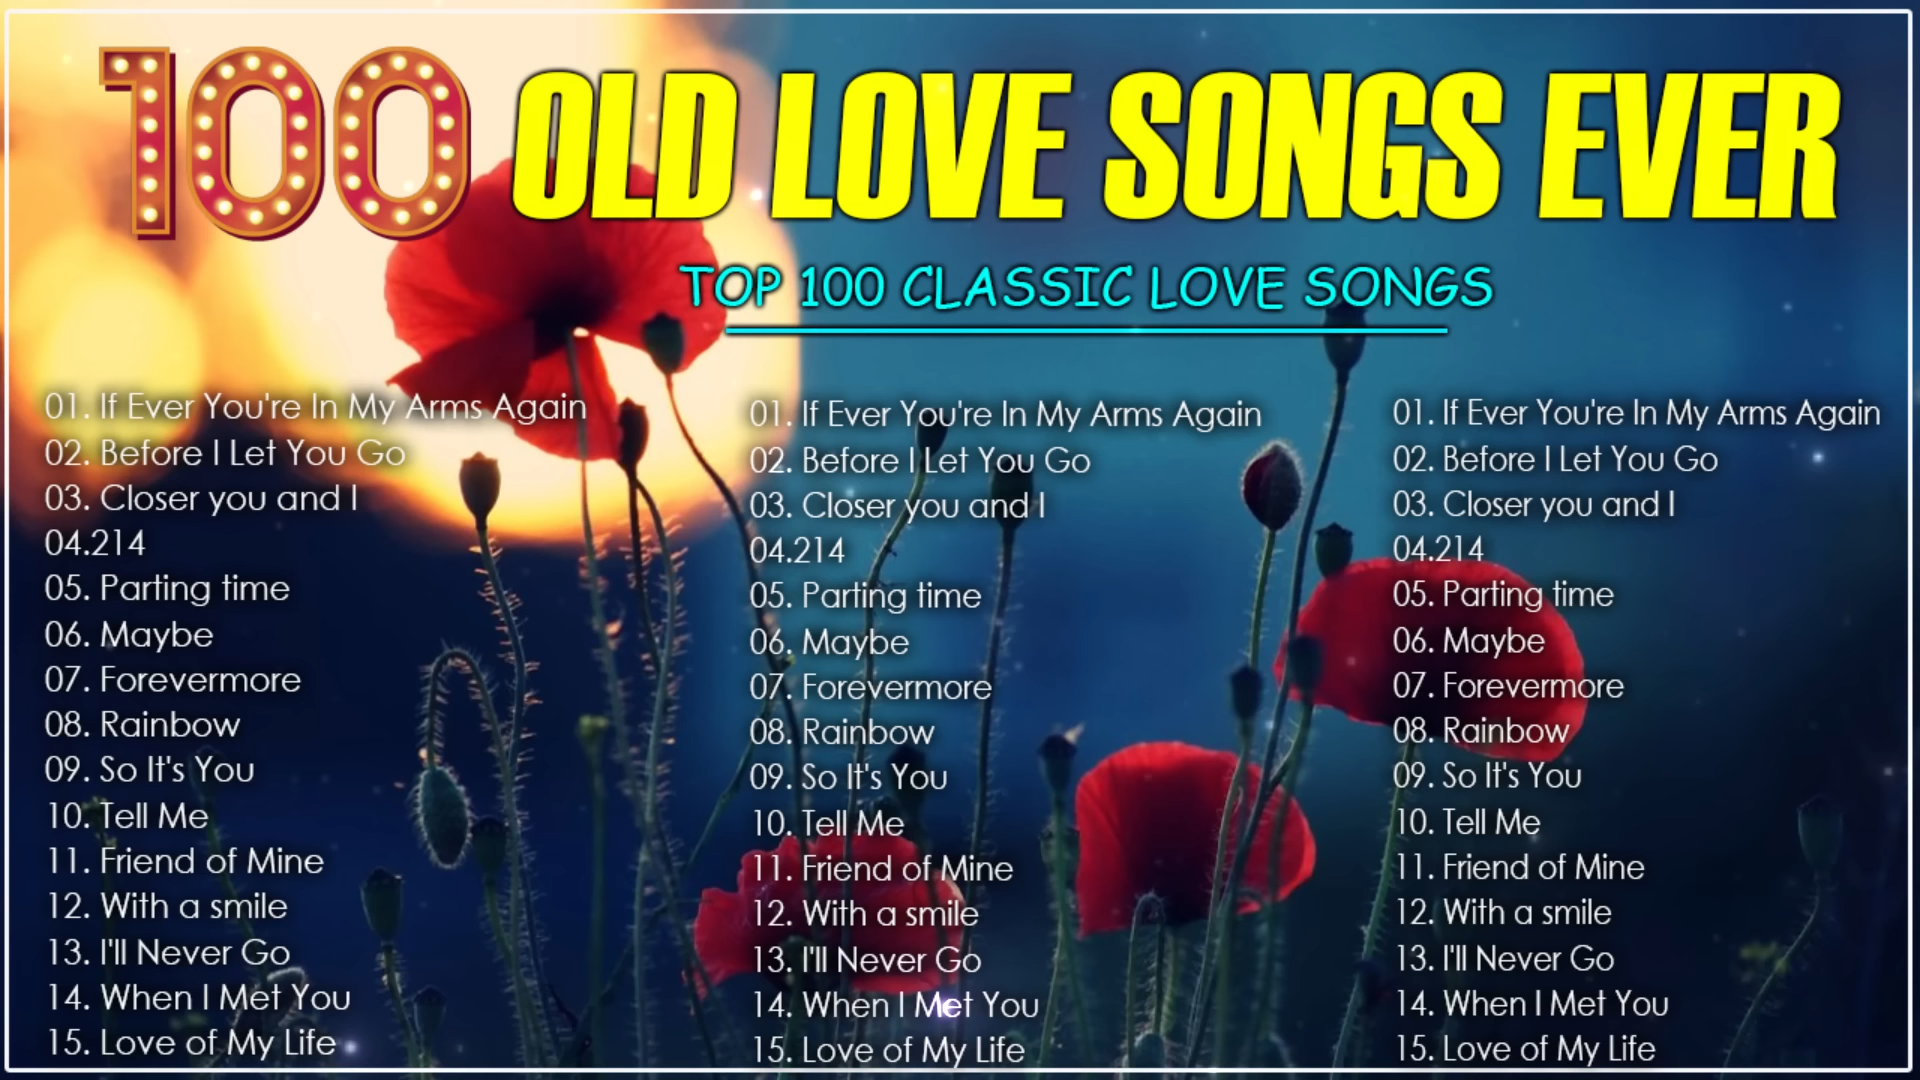 100 OLD LOVE SONGS EVER
TOP 100 CLASSIC LOVE SONGS
01. If Ever You're In My Arms Again
02. Before I Let You Go
03. Closer you and I
04.214
05. Parting time
06. Maybe
07. Forevermore
08. Rainbow
09. So It's You
10. Tell Me
11. Friend of Mine
12. With a smile
13. I'll Never Go
14. When I Met You
15. Love of My Life
01. If Ever You're In My Arms Again
02. Before I Let You Go
03. Closer you and I
04.214
05. Parting time
06. Maybe
07. Forevermore
08. Rainbow
09. So It's You
10. Tell Me
11. Friend of Mine
12. With a smile
13. I'll Never Go
14. When I Met You
15. Love of My Life
01. If Ever You're In My Arms Again
02. Before I Let You Go
03. Closer you and I
04.214
05. Parting time
06. Maybe
07. Forevermore
08. Rainbow
09. So It's You
10. Tell Me
11. Friend of Mine
12. With a smile
13. I'll Never Go
14. When I Met You
15. Love of My Life